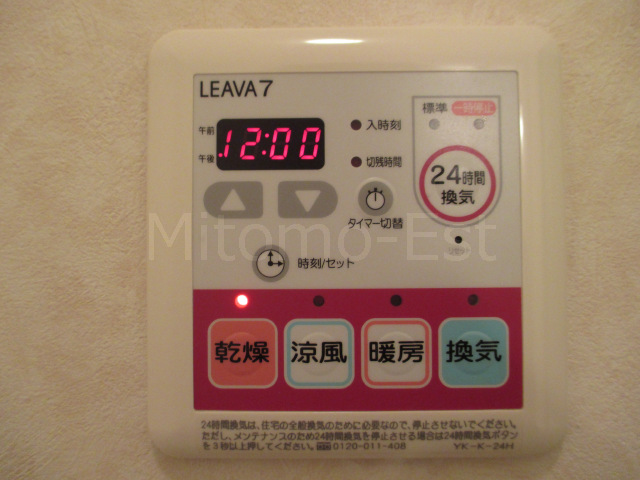 LEAVA7
標準 一時停止
午前
午後
12:00
入時刻
切残時間
24時間
換気
タイマー切替
時刻/セット
乾燥 涼風 暖房 換気
24時間換気は、住宅の全般換気のために必要なので、停止させないでください。
ただし、メンテナンスのため24時間換気を停止させる場合は24時間換気ボタン
を3秒以上押してください。 0120-011-408 YK-K-24H
Mitomo-Est